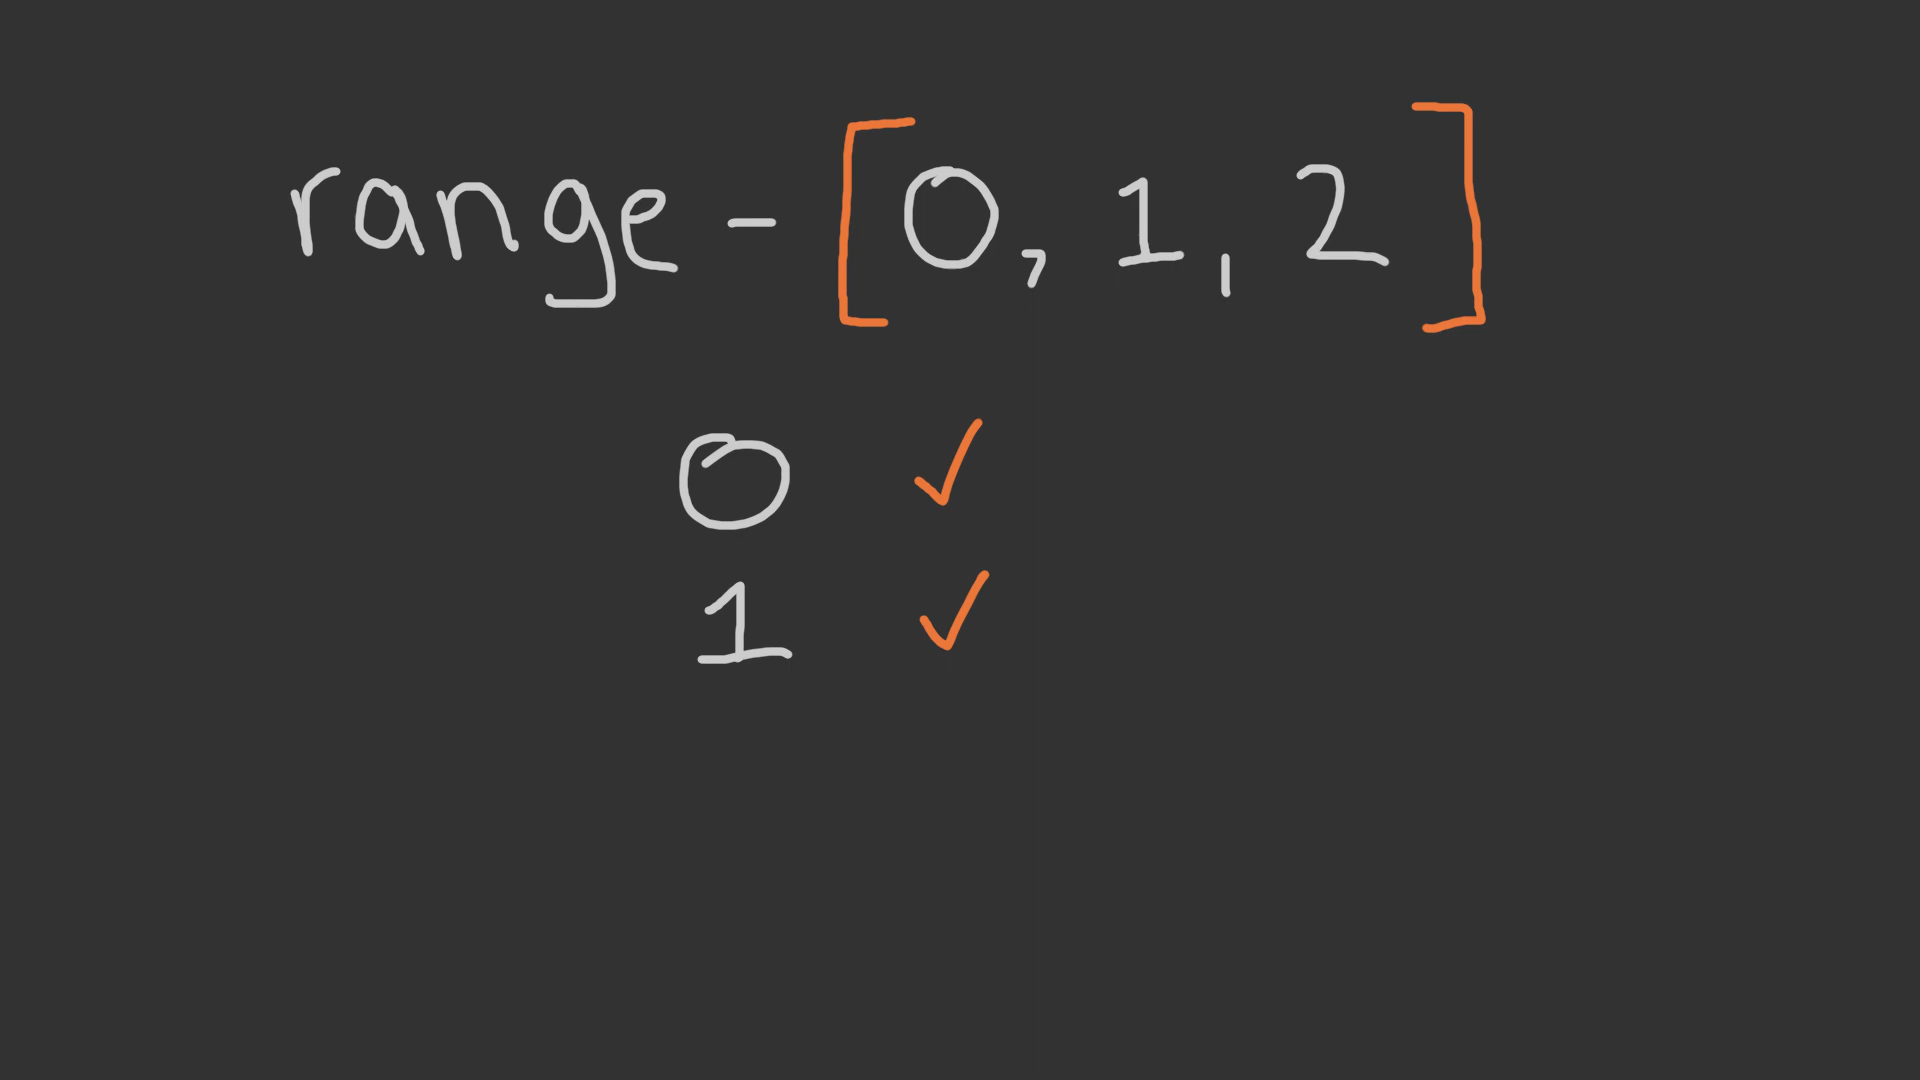 range - [0, 1, 2]
0 ✓
1 ✓